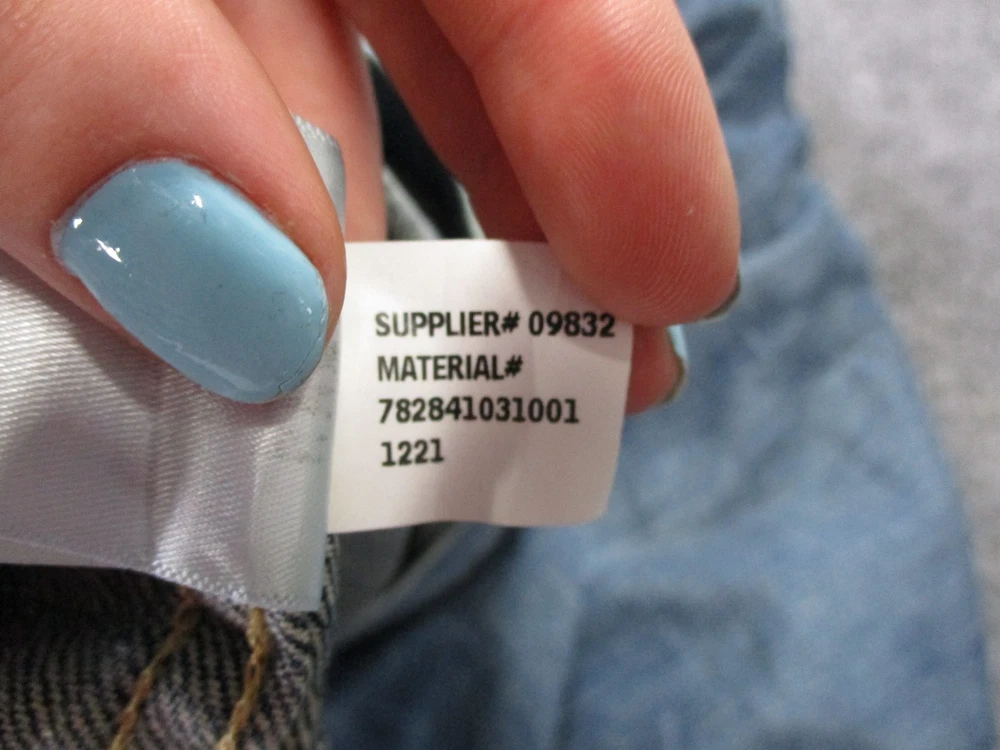 SUPPLIER# 09832
MATERIAL#
782841031001
1221